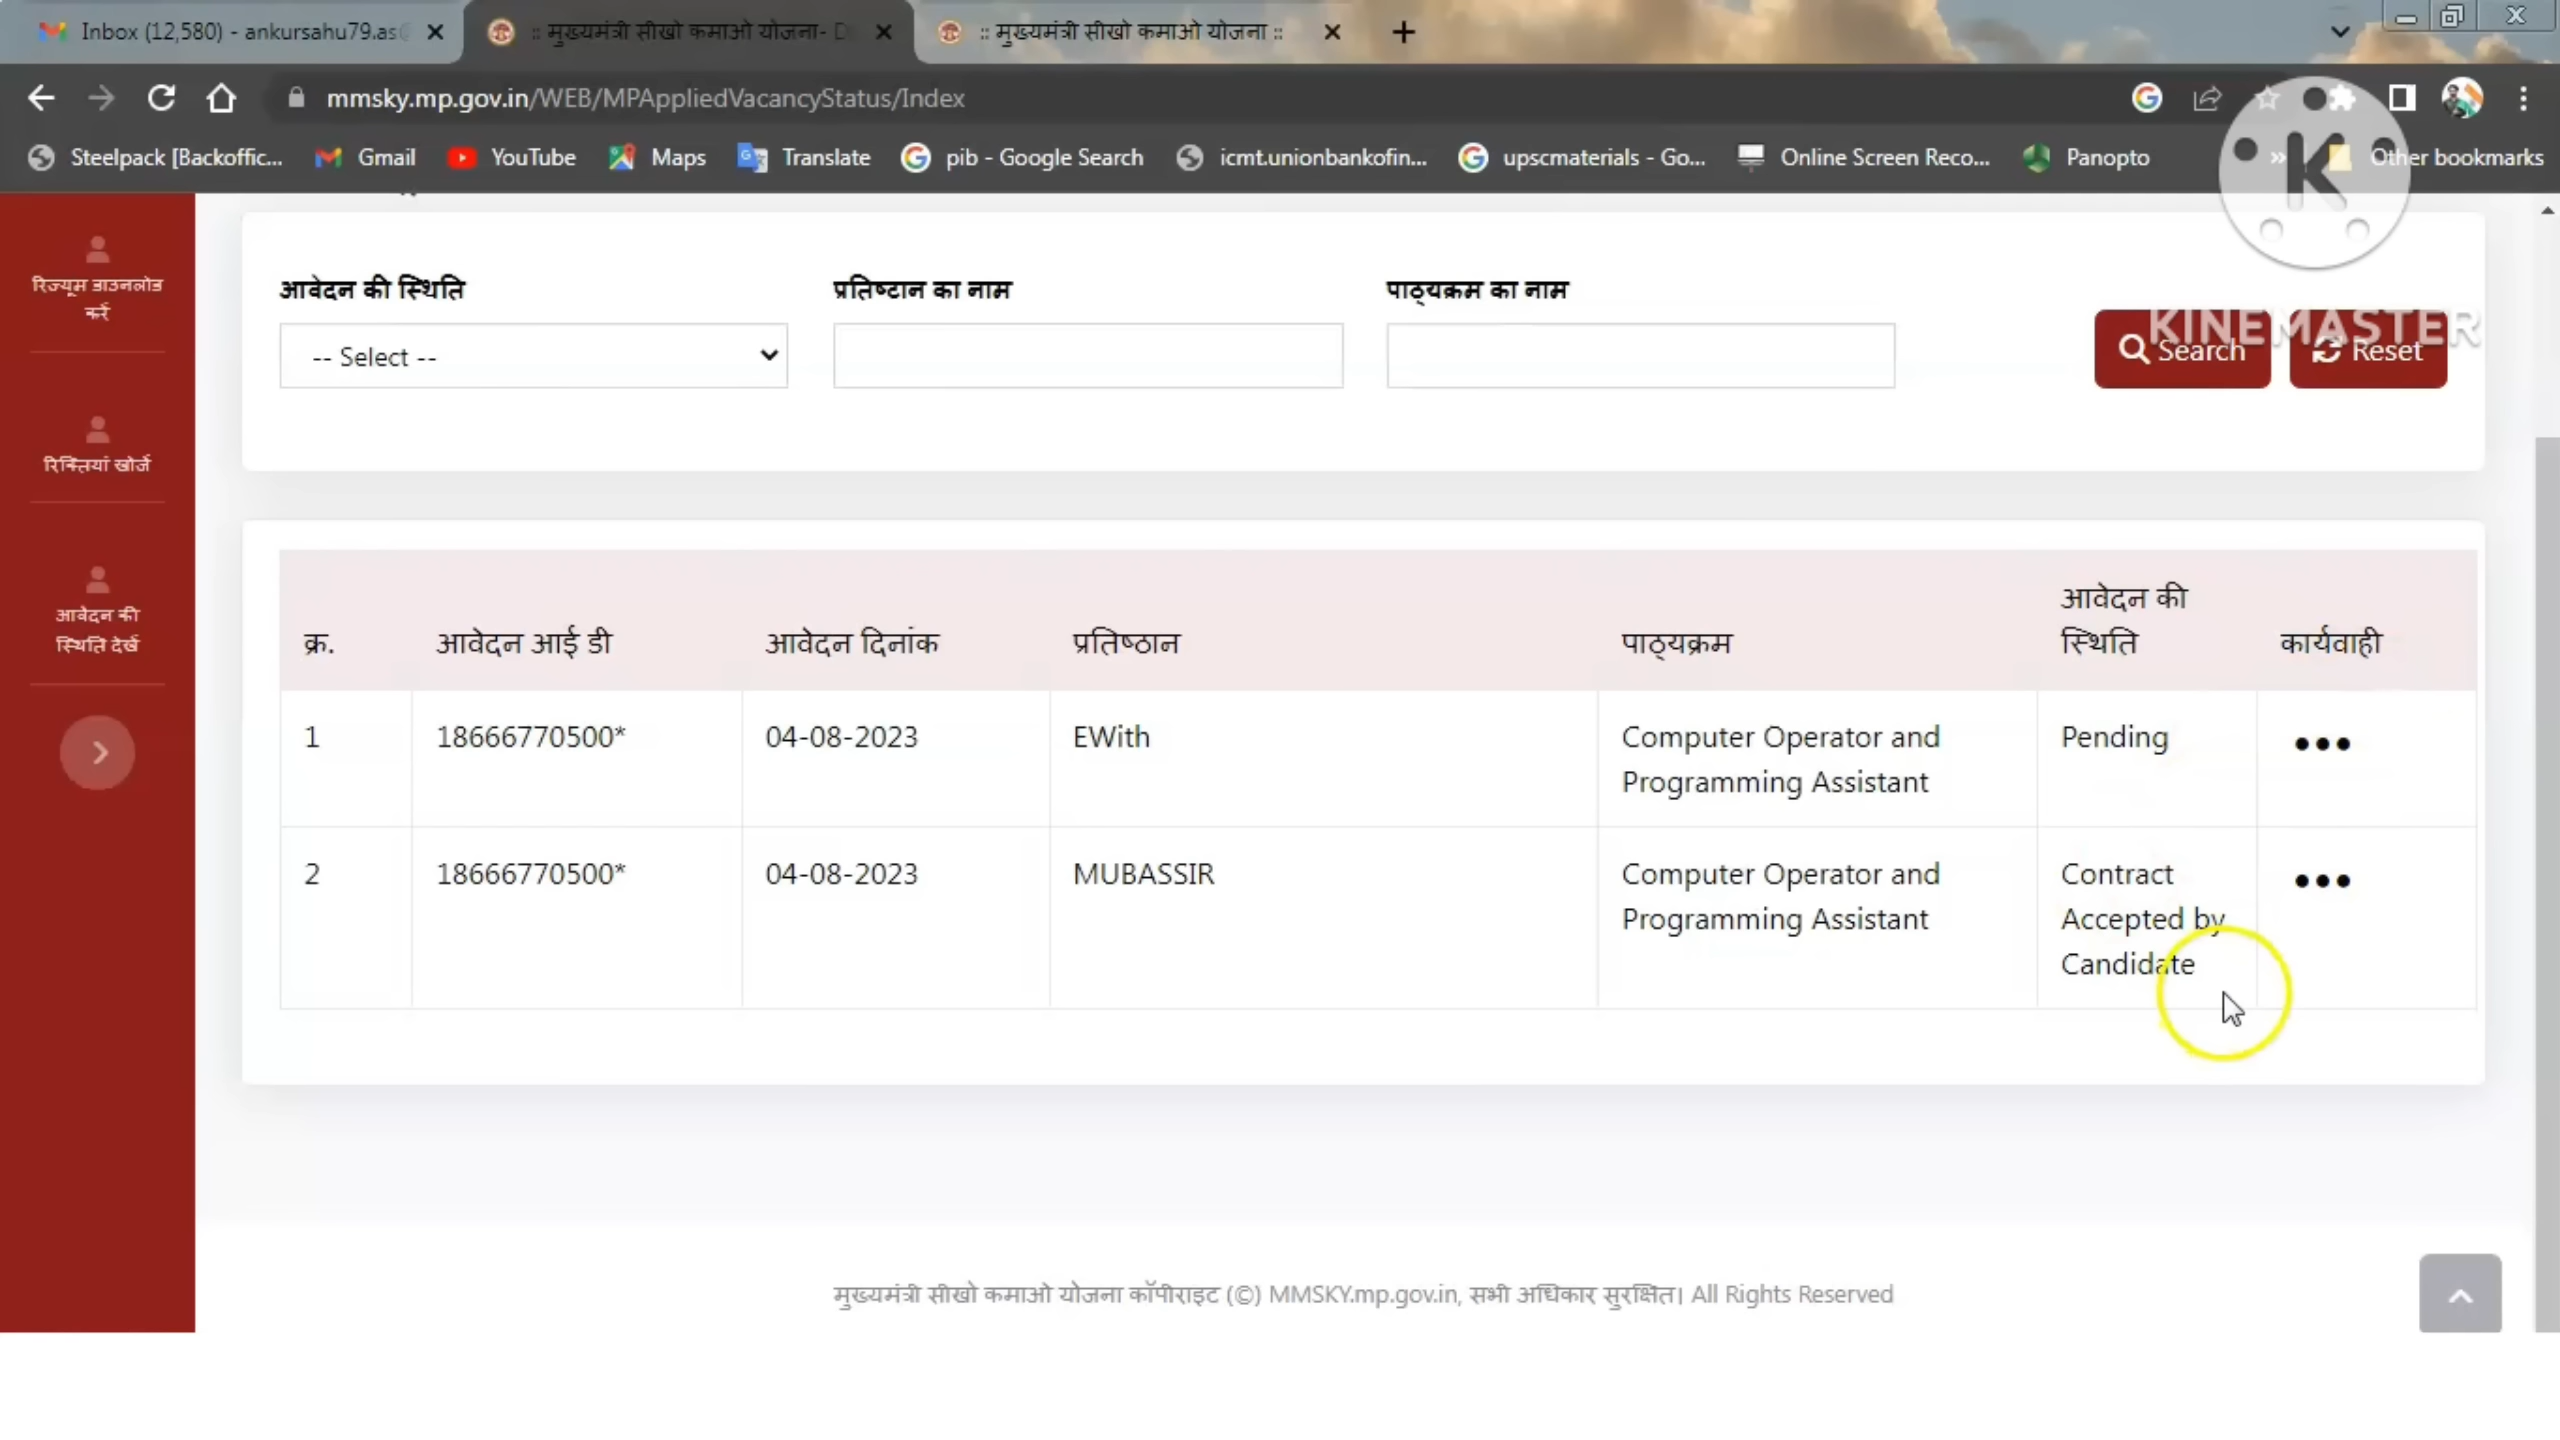 Inbox (12,580) - ankursahu79.as@
:: मुख्यमंत्री सीखो कमाओ योजना- D
:: मुख्यमंत्री सीखो कमाओ योजना ::
mmsky.mp.gov.in/WEB/MPAppliedVacancyStatus/Index
Steelpack [Backoffic... Gmail YouTube Maps Translate pib - Google Search icmt.unionbankofin... upscmaterials - Go... Online Screen Reco... Panopto » Other bookmarks
K
KINEMASTER
रिज्यूम डाउनलोड
करें
रिक्तियां खोजें
आवेदन की
स्थिति देखें
आवेदन की स्थिति प्रतिष्टान का नाम पाठ्यक्रम का नाम
-- Select -- Search Reset
क्र. आवेदन आई डी आवेदन दिनांक प्रतिष्ठान पाठ्यक्रम आवेदन की
स्थिति कार्यवाही
1 18666770500* 04-08-2023 EWith Computer Operator and Pending
Programming Assistant
2 18666770500* 04-08-2023 MUBASSIR Computer Operator and Contract
Programming Assistant Accepted by
Candidate
मुख्यमंत्री सीखो कमाओ योजना कॉपीराइट (©) MMSKY.mp.gov.in, सभी अधिकार सुरक्षित| All Rights Reserved